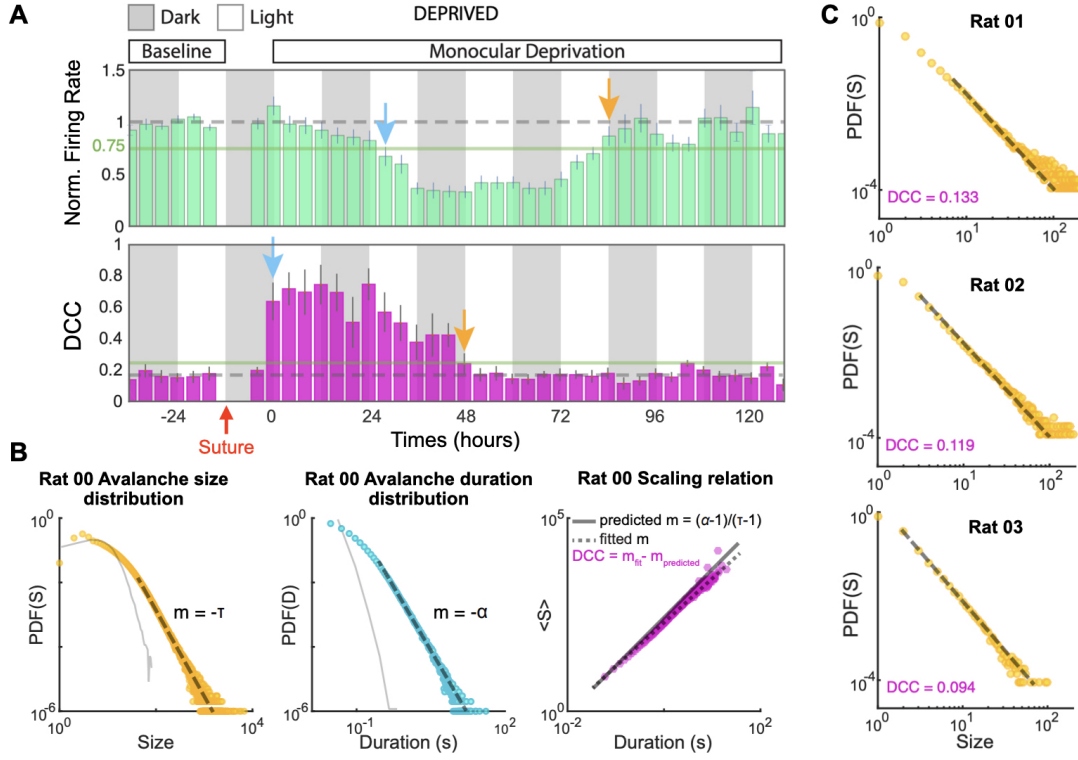 A
Dark
Light
DEPRIVED
Baseline
Monocular Deprivation
Norm. Firing Rate
1.5
1
0.75
0.5
0
DCC
1
0.8
0.6
0.4
0.2
0
-24
0
24
48
72
96
120
Suture
Times (hours)
B
Rat 00 Avalanche size
distribution
PDF(S)
10^0
m = -τ
10^-6
10^0
10^4
Size
Rat 00 Avalanche duration
distribution
PDF(D)
10^0
m = -α
10^-6
10^-1
10^2
Duration (s)
Rat 00 Scaling relation
<S>
10^5
predicted m = (α-1)/(τ-1)
fitted m
DCC = m_fit - m_predicted
10^0
10^-2
10^2
Duration (s)
C
Rat 01
PDF(S)
10^0
10^-4
DCC = 0.133
10^0
10^1
10^2
Rat 02
PDF(S)
10^0
10^-4
DCC = 0.119
10^0
10^1
10^2
Rat 03
PDF(S)
10^0
10^-4
DCC = 0.094
10^0
10^1
10^2
Size